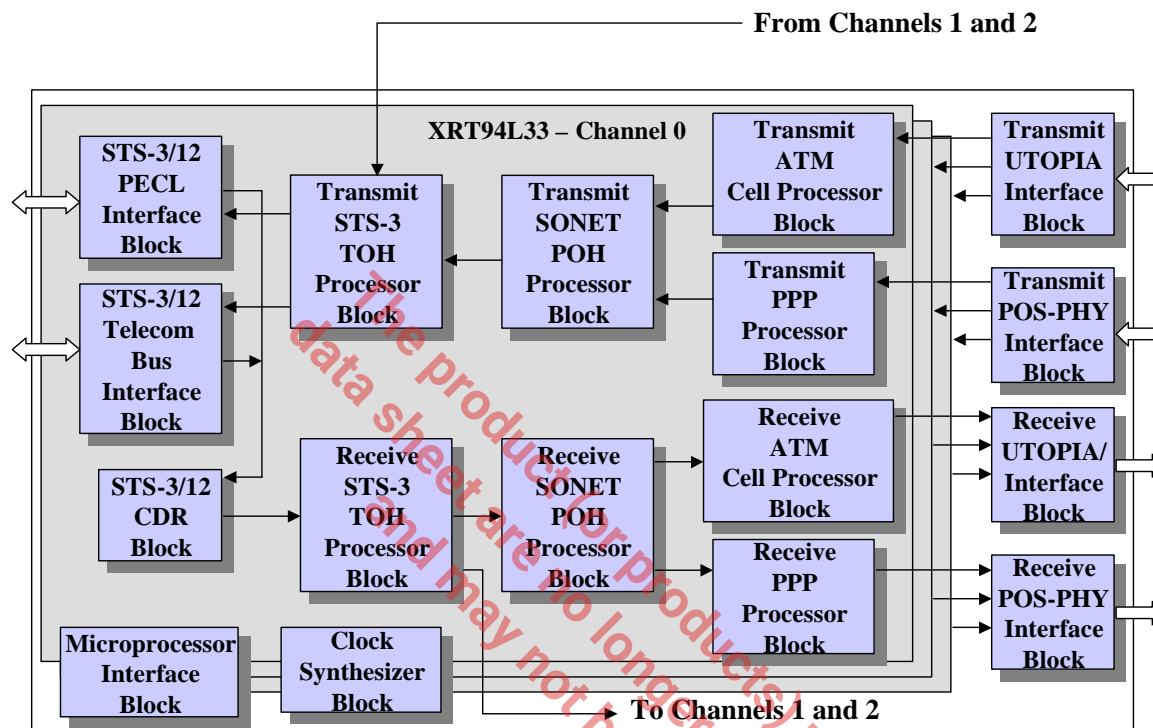 From Channels 1 and 2
XRT94L33 – Channel 0
STS-3/12
PECL
Interface
Block
Transmit
STS-3
TOH
Processor
Block
Transmit
SONET
POH
Processor
Block
Transmit
ATM
Cell Processor
Block
Transmit
UTOPIA
Interface
Block
STS-3/12
Telecom
Bus
Interface
Block
Transmit
PPP
Processor
Block
Transmit
POS-PHY
Interface
Block
STS-3/12
CDR
Block
Receive
STS-3
TOH
Processor
Block
Receive
SONET
POH
Processor
Block
Receive
ATM
Cell Processor
Block
Receive
UTOPIA/
Interface
Block
Receive
PPP
Processor
Block
Receive
POS-PHY
Interface
Block
Microprocessor
Interface
Block
Clock
Synthesizer
Block
To Channels 1 and 2
The product (or products)
data sheet are no longer
and may not